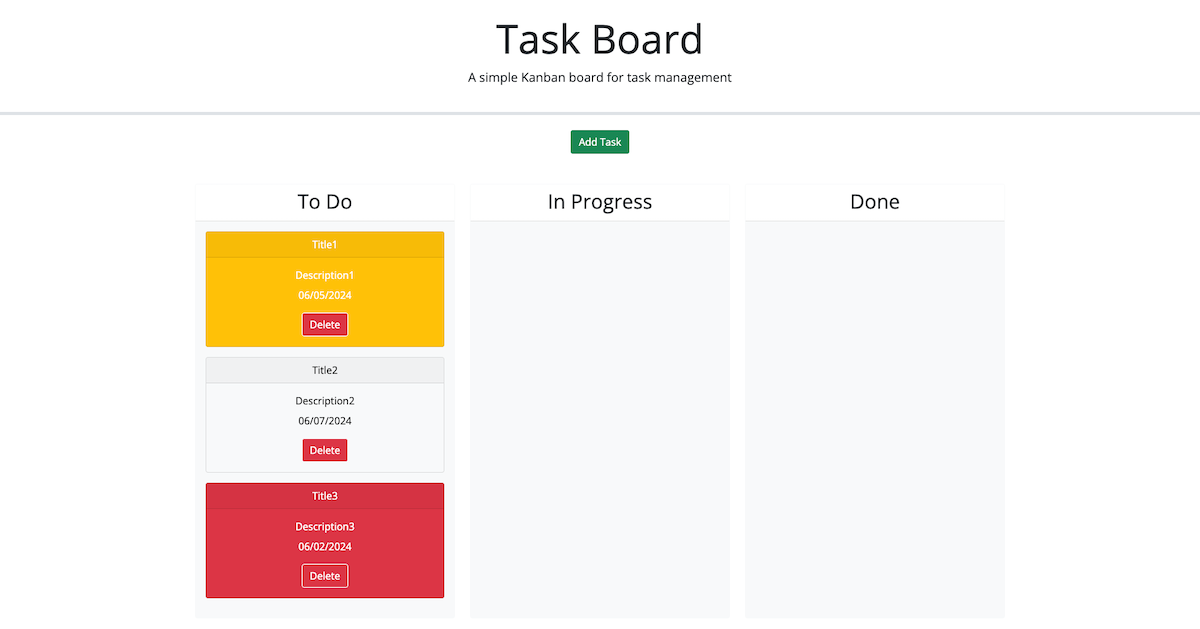 Task Board
A simple Kanban board for task management
Add Task
To Do
Title1
Description1
06/05/2024
Delete
Title2
Description2
06/07/2024
Delete
Title3
Description3
06/02/2024
Delete
In Progress
Done